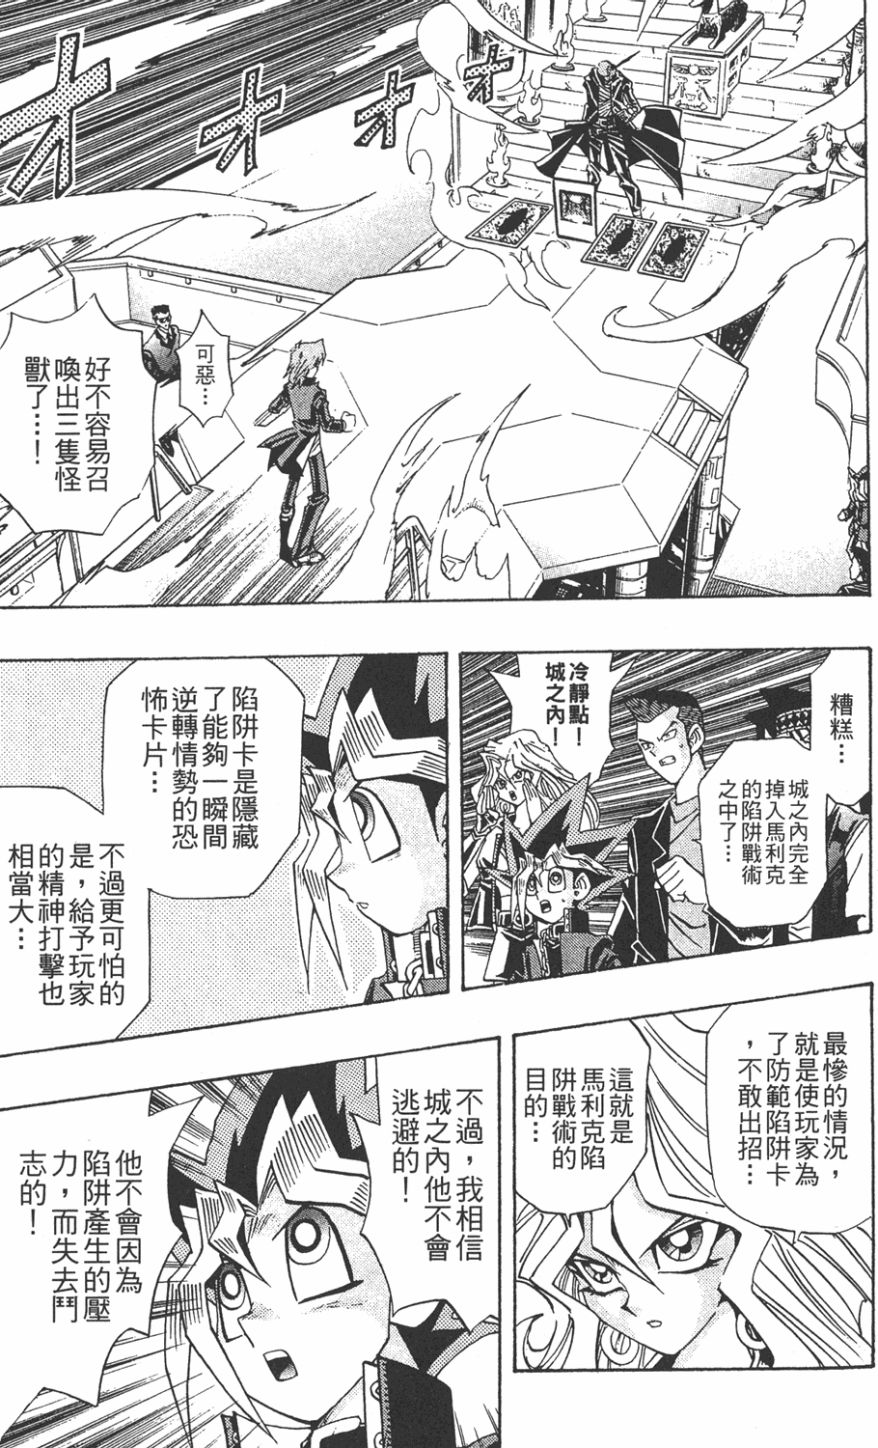 オオオオ
可惡…
好不容易召
喚出三隻怪
獸了…！
糟糕…
城之內完全
掉入馬利克
的陷阱戰術
之中了…
冷靜點！
城之內！
陷阱卡是隱藏
了能夠一瞬間
逆轉情勢的恐
怖卡片…
不過更可怕的
是，給予玩家
的精神打擊也
相當大…
最慘的情況，
就是使玩家為
了防範陷阱卡
，不敢出招…
這就是
馬利克陷
阱戰術的
目的…
不過，我相信
城之內他不會
逃避的！
他不會因為
陷阱產生的壓
力，而失去鬥
志的！